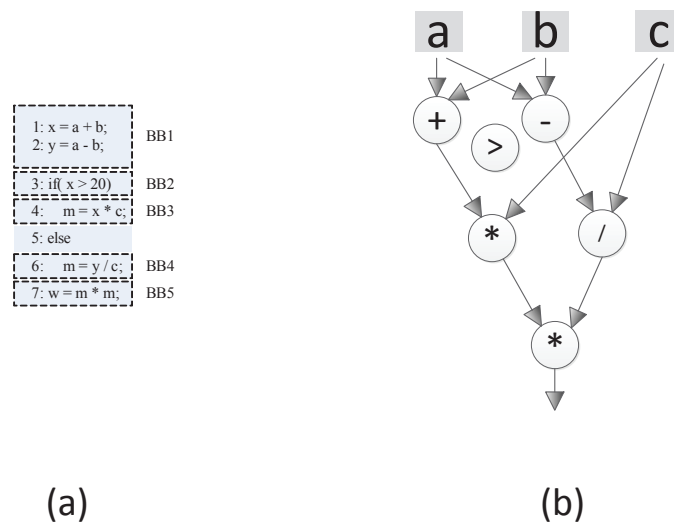 1: x = a + b;
2: y = a - b;
BB1
3: if( x > 20)
BB2
4: m = x * c;
BB3
5: else
6: m = y / c;
BB4
7: w = m * m;
BB5
(a)
a b c
+ -
>
* /
*
(b)